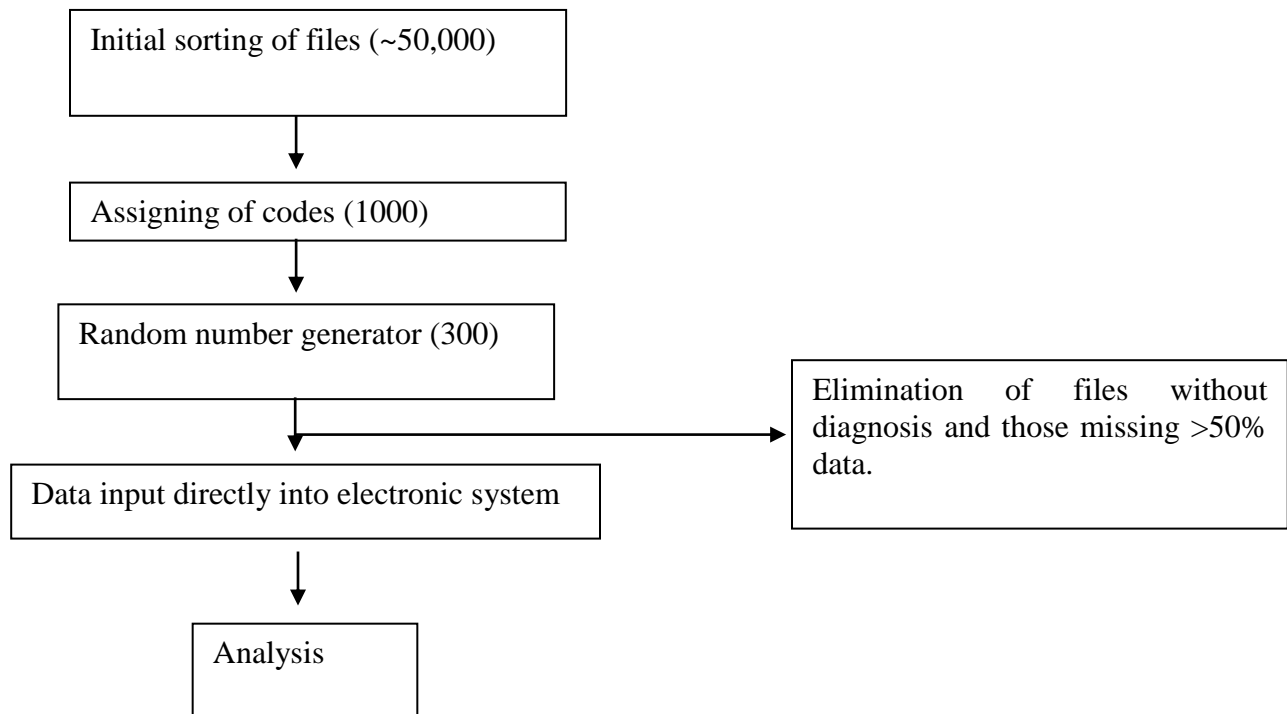 Initial sorting of files (~50,000)
Assigning of codes (1000)
Random number generator (300)
Elimination of files without
diagnosis and those missing >50%
data.
Data input directly into electronic system
Analysis